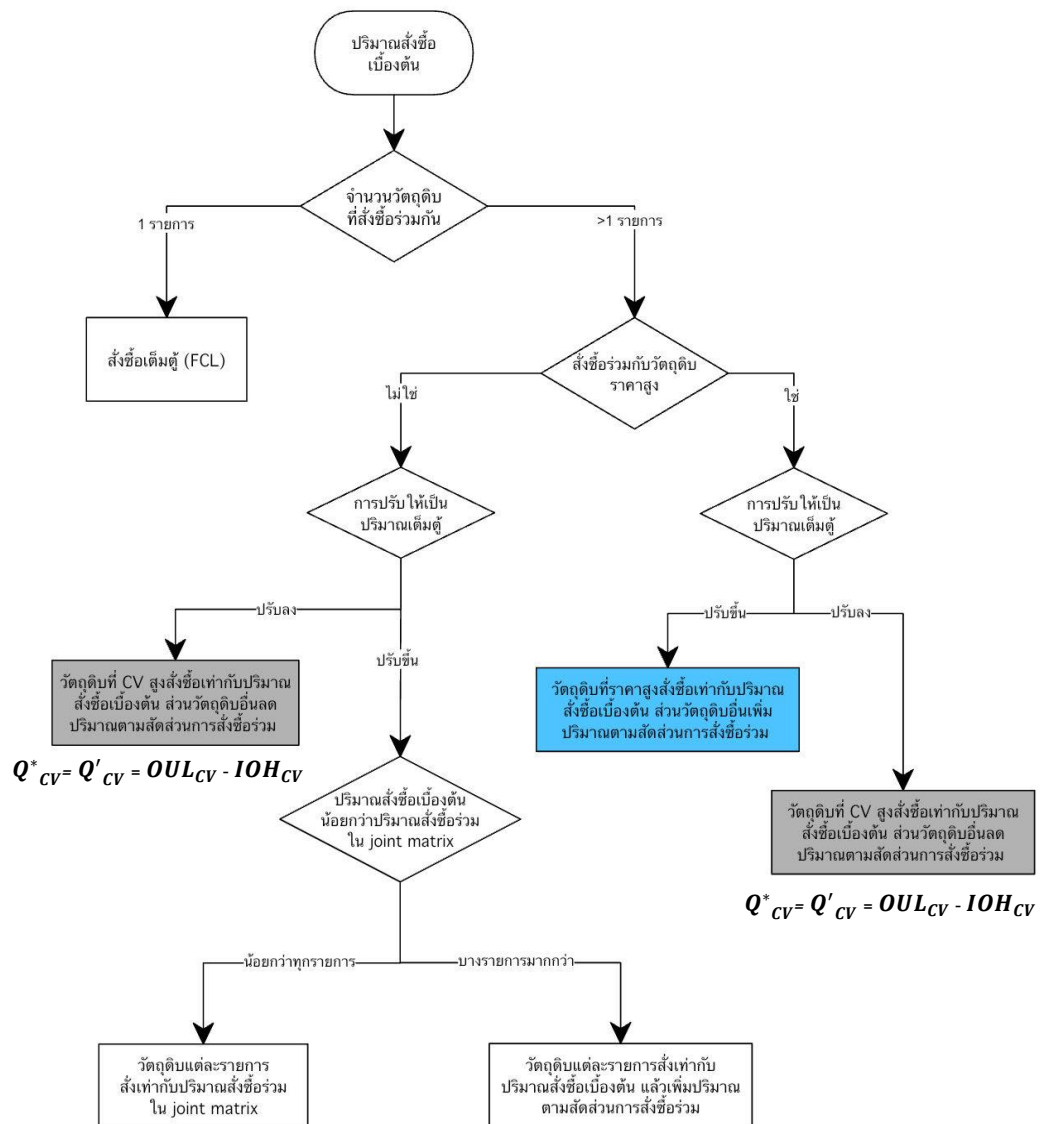 ปริมาณสั่งซื้อ
เบื้องต้น
จำนวนวัตถุดิบ
ที่สั่งซื้อร่วมกัน
1 รายการ
>1 รายการ
สั่งซื้อเต็มตู้ (FCL)
สั่งซื้อร่วมกับวัตถุดิบ
ราคาสูง
ไม่ใช่
ใช่
การปรับให้เป็น
ปริมาณเต็มตู้
การปรับให้เป็น
ปริมาณเต็มตู้
ปรับลง
ปรับขึ้น
ปรับขึ้น
ปรับลง
วัตถุดิบที่ CV สูงสั่งซื้อเท่ากับปริมาณ
สั่งซื้อเบื้องต้น ส่วนวัตถุดิบอื่นลด
ปริมาณตามสัดส่วนการสั่งซื้อร่วม
Q*CV = Q'CV = OULCV - IOHCV
วัตถุดิบที่ราคาสูงสั่งซื้อเท่ากับปริมาณ
สั่งซื้อเบื้องต้น ส่วนวัตถุดิบอื่นเพิ่ม
ปริมาณตามสัดส่วนการสั่งซื้อร่วม
ปริมาณสั่งซื้อเบื้องต้น
น้อยกว่าปริมาณสั่งซื้อร่วม
ใน joint matrix
วัตถุดิบที่ CV สูงสั่งซื้อเท่ากับปริมาณ
สั่งซื้อเบื้องต้น ส่วนวัตถุดิบอื่นลด
ปริมาณตามสัดส่วนการสั่งซื้อร่วม
Q*CV = Q'CV = OULCV - IOHCV
น้อยกว่าทุกรายการ
บางรายการมากกว่า
วัตถุดิบแต่ละรายการ
สั่งเท่ากับปริมาณสั่งซื้อร่วม
ใน joint matrix
วัตถุดิบแต่ละรายการสั่งเท่ากับ
ปริมาณสั่งซื้อเบื้องต้น แล้วเพิ่มปริมาณ
ตามสัดส่วนการสั่งซื้อร่วม